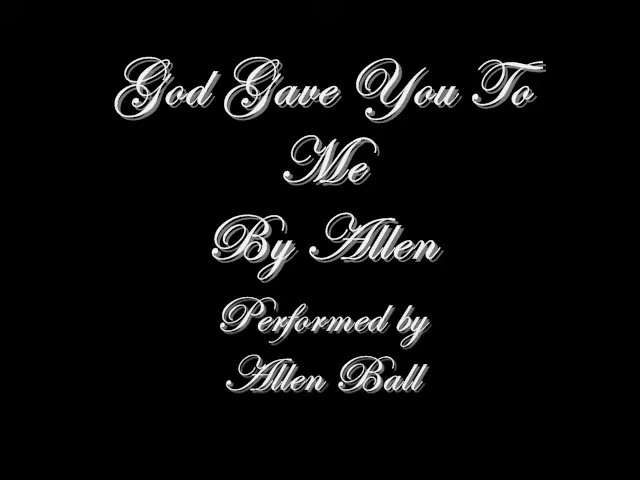 God Gave You To
Me
By Allen
Performed by
Allen Ball